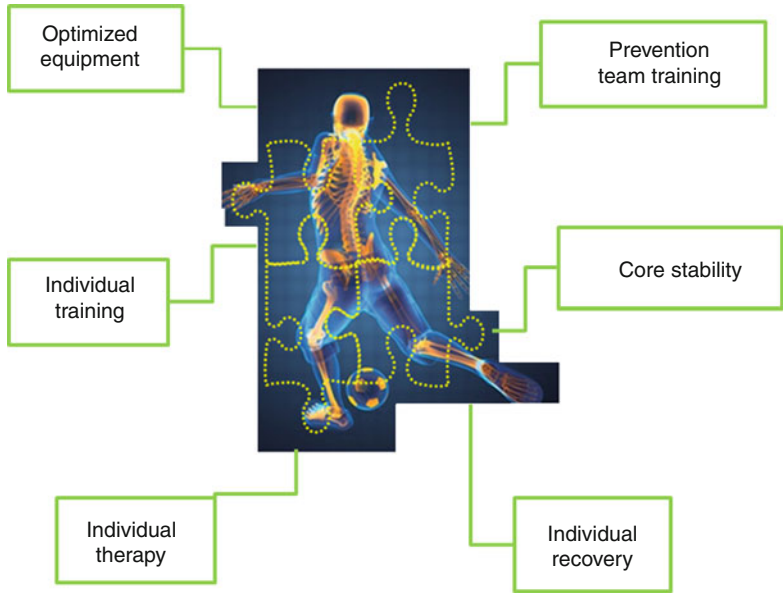 Optimized
equipment
Prevention
team training
Individual
training
Core stability
Individual
therapy
Individual
recovery